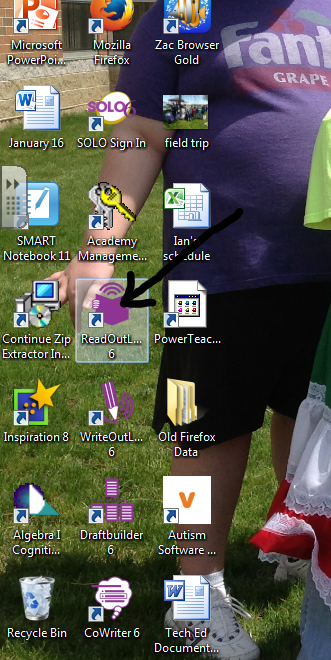 Microsoft PowerPoi...
Mozilla Firefox
Zac Browser Gold
Fant
GRAPE
January 16
SOLO
SOLO Sign In
field trip
SMART Notebook 11
Academy Manageme...
Ian's schedule
Continue Zip Extractor In...
ReadOutL... 6
PowerTeac...
Inspiration 8
WriteOutL... 6
Old Firefox Data
Algebra I Cogniti...
Draftbuilder 6
Autism Software ...
Recycle Bin
CoWriter 6
Tech Ed Document...